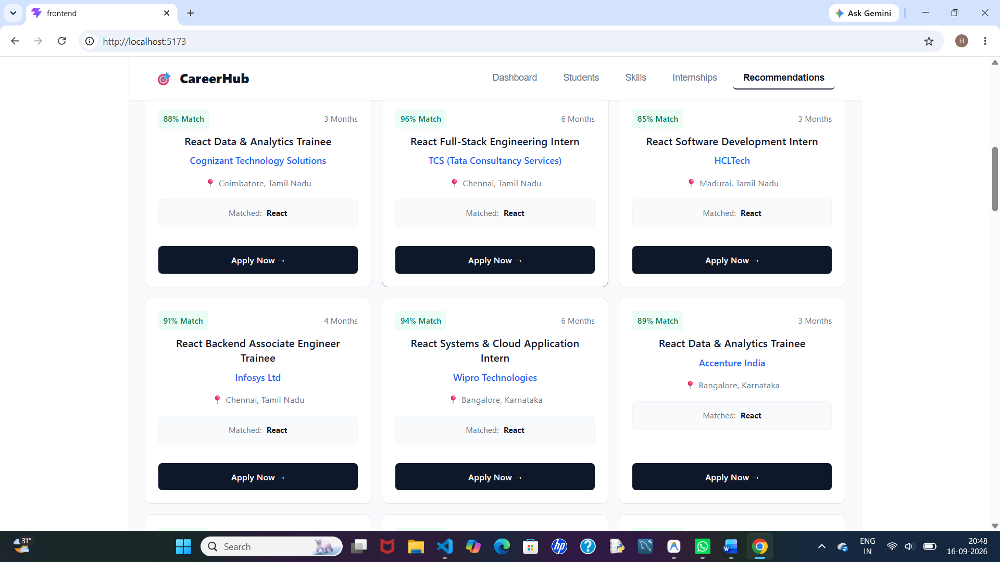 frontend
Ask Gemini
http://localhost:5173
H
CareerHub
Dashboard
Students
Skills
Internships
Recommendations
88% Match
3 Months
React Data & Analytics Trainee
Cognizant Technology Solutions
Coimbatore, Tamil Nadu
Matched: React
Apply Now →
96% Match
6 Months
React Full-Stack Engineering Intern
TCS (Tata Consultancy Services)
Chennai, Tamil Nadu
Matched: React
Apply Now →
85% Match
3 Months
React Software Development Intern
HCLTech
Madurai, Tamil Nadu
Matched: React
Apply Now →
91% Match
4 Months
React Backend Associate Engineer
Trainee
Infosys Ltd
Chennai, Tamil Nadu
Matched: React
Apply Now →
94% Match
6 Months
React Systems & Cloud Application
Intern
Wipro Technologies
Bangalore, Karnataka
Matched: React
Apply Now →
89% Match
3 Months
React Data & Analytics Trainee
Accenture India
Bangalore, Karnataka
Matched: React
Apply Now →
31°
Search
hp
W
ENG
IN
20:48
16-09-2026